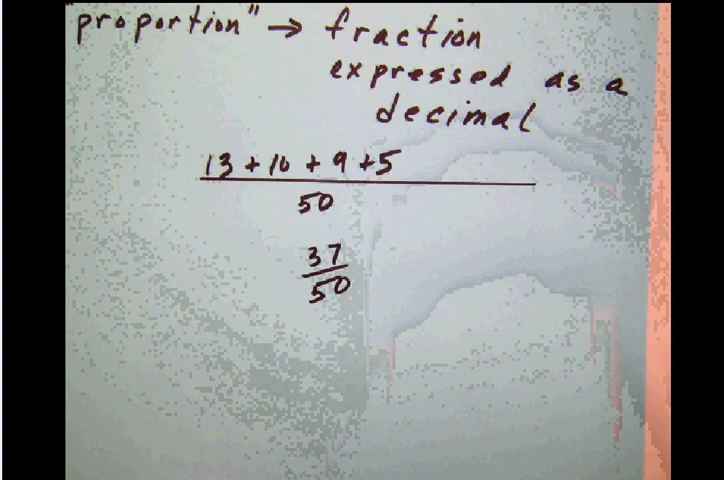 "proportion" → fraction
expressed as a
decimal
13 + 10 + 9 + 5
50
37
50